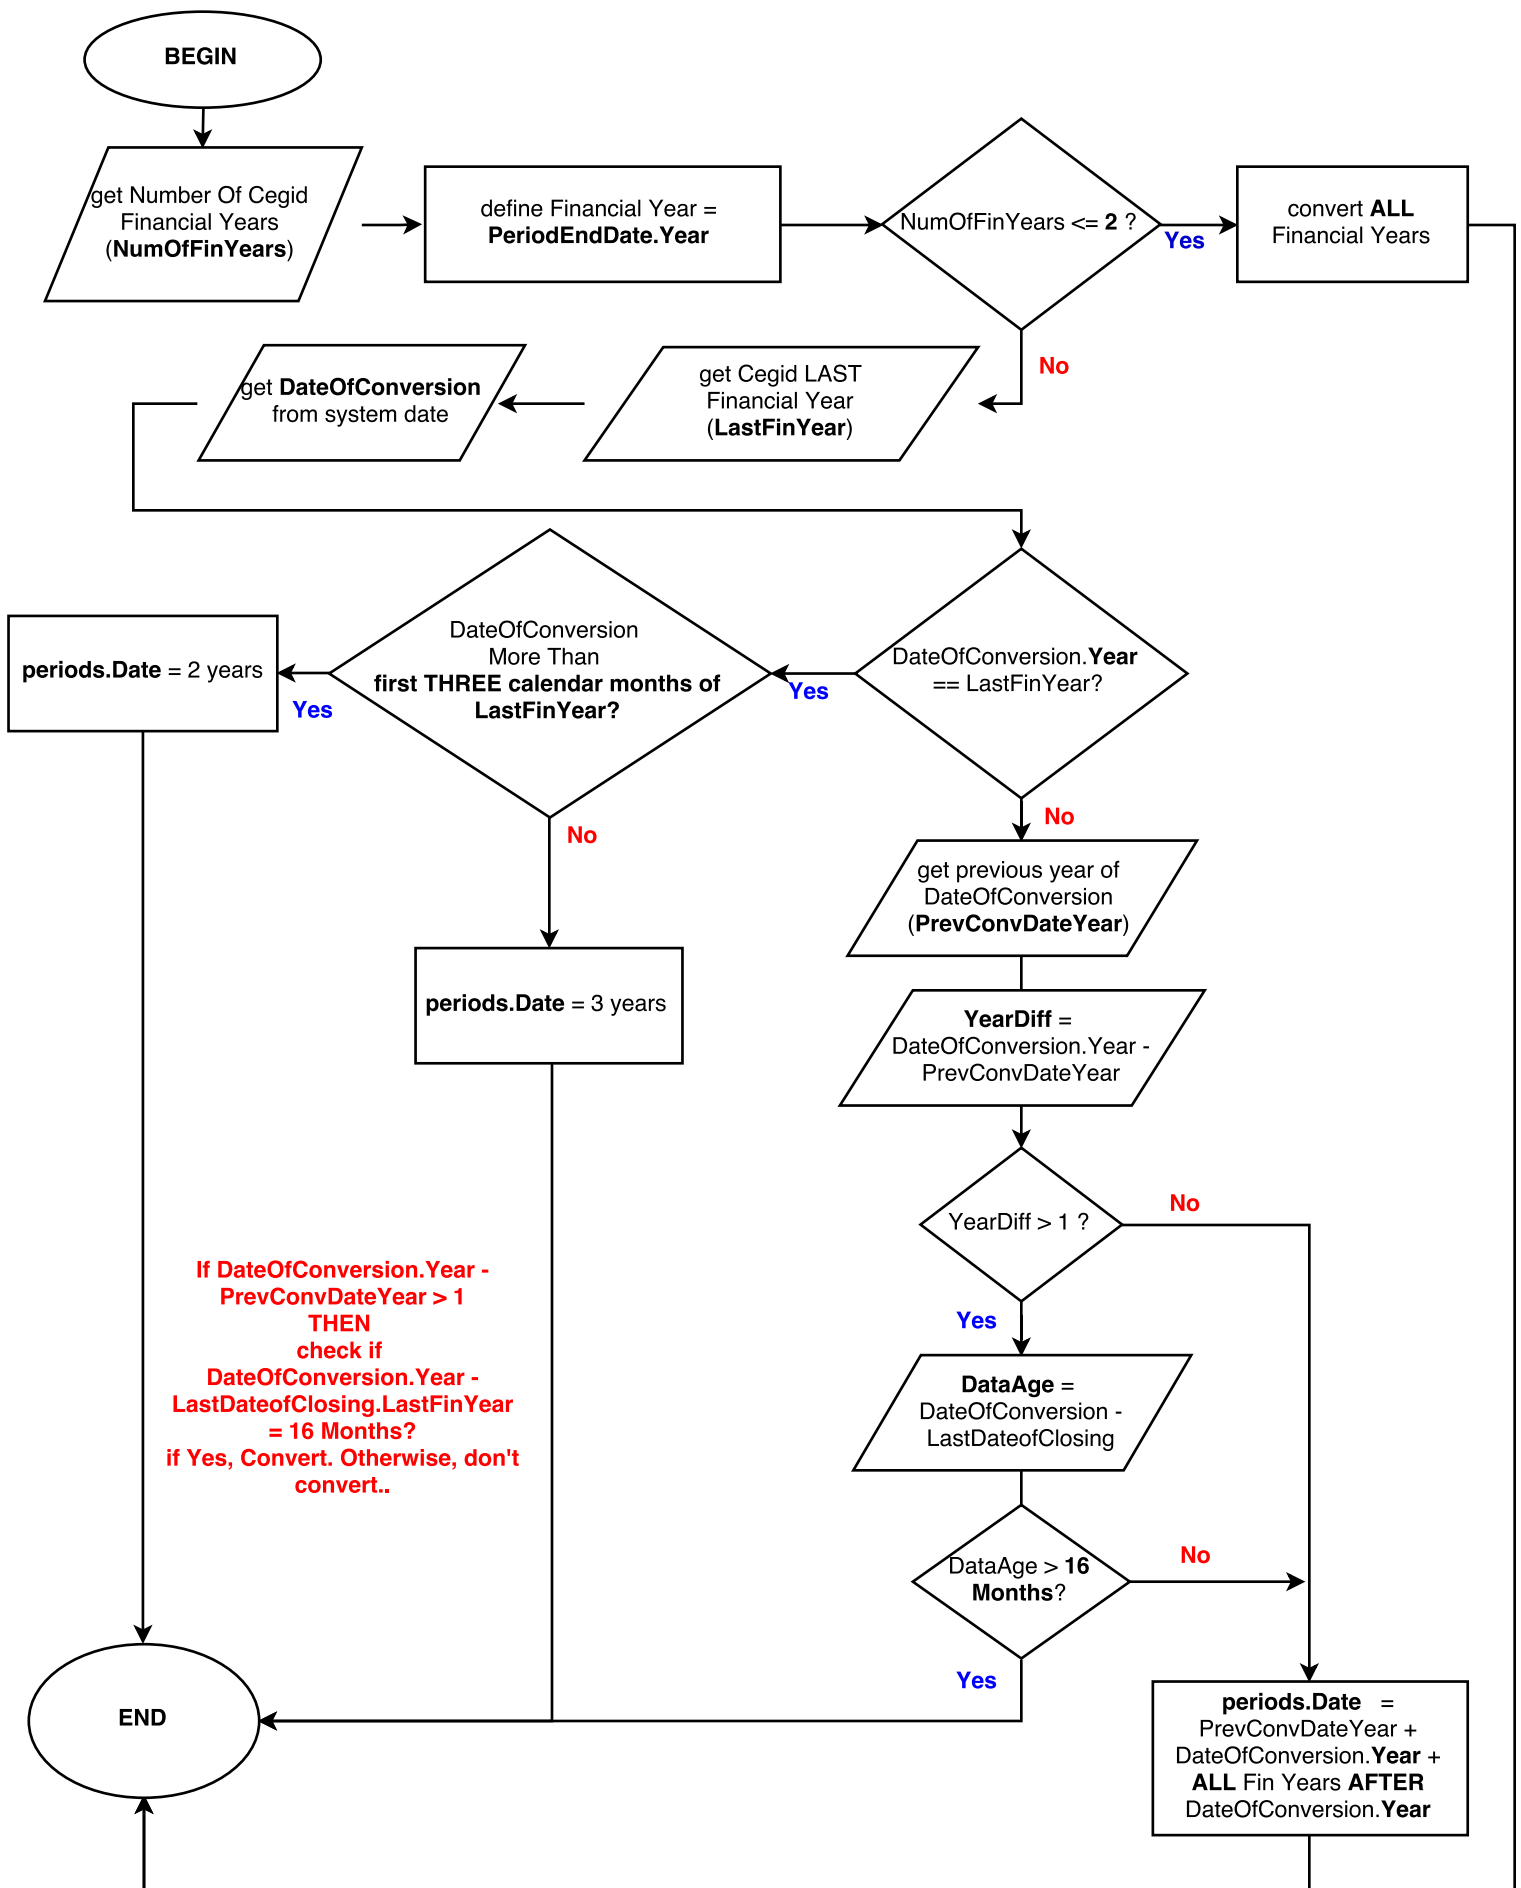 BEGIN
get Number Of Cegid
Financial Years
(NumOfFinYears)
define Financial Year =
PeriodEndDate.Year
NumOfFinYears <= 2 ?
Yes
convert ALL
Financial Years
No
get Cegid LAST
Financial Year
(LastFinYear)
get DateOfConversion
from system date
DateOfConversion.Year
== LastFinYear?
Yes
DateOfConversion
More Than
first THREE calendar months of
LastFinYear?
Yes
periods.Date = 2 years
No
periods.Date = 3 years
No
get previous year of
DateOfConversion
(PrevConvDateYear)
YearDiff =
DateOfConversion.Year -
PrevConvDateYear
YearDiff > 1 ?
No
Yes
If DateOfConversion.Year -
PrevConvDateYear > 1
THEN
check if
DateOfConversion.Year -
LastDateofClosing.LastFinYear
= 16 Months?
if Yes, Convert. Otherwise, don't
convert..
DataAge =
DateOfConversion -
LastDateofClosing
DataAge > 16
Months?
No
Yes
periods.Date =
PrevConvDateYear +
DateOfConversion.Year +
ALL Fin Years AFTER
DateOfConversion.Year
END